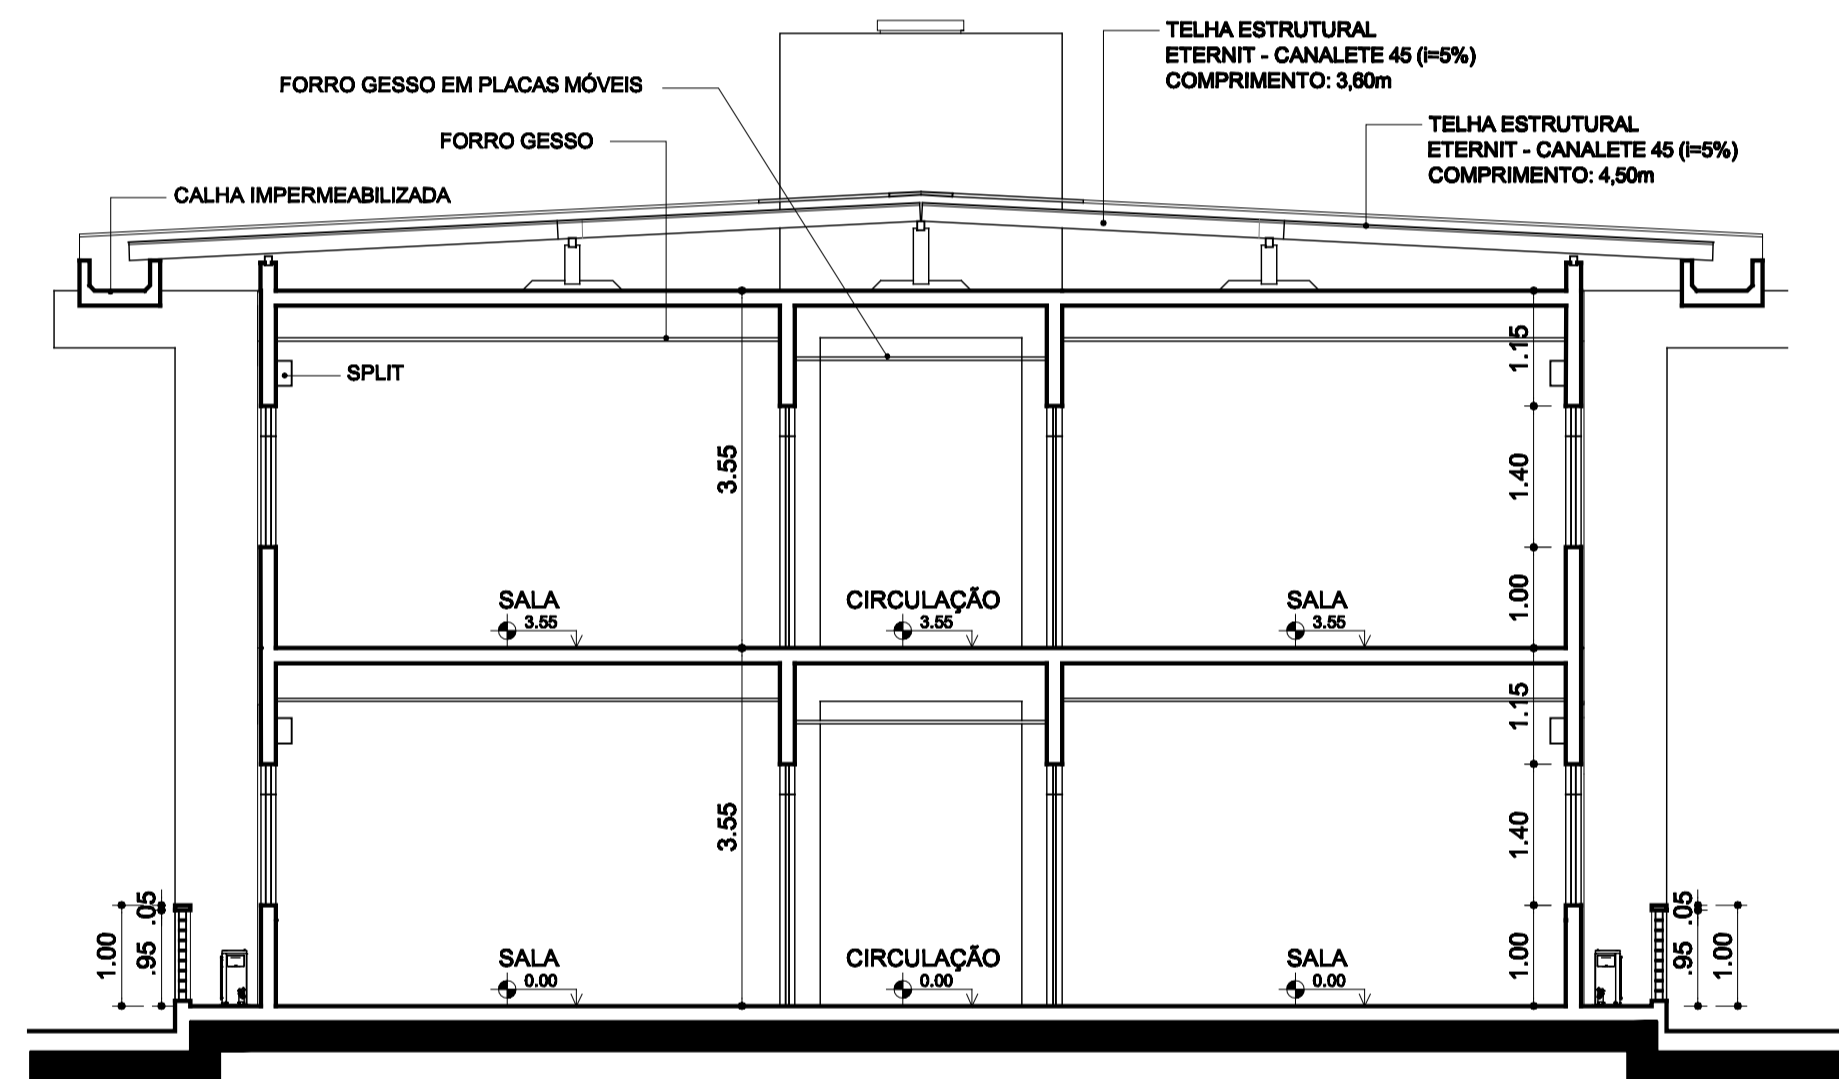 TELHA ESTRUTURAL
ETERNIT - CANALETE 45 (i=5%)
COMPRIMENTO: 3,60m
FORRO GESSO EM PLACAS MÓVEIS
TELHA ESTRUTURAL
ETERNIT - CANALETE 45 (i=5%)
COMPRIMENTO: 4,50m
FORRO GESSO
CALHA IMPERMEABILIZADA
SPLIT
1.15
3.55
1.40
1.00
SALA
3.55
CIRCULAÇÃO
3.55
SALA
3.55
1.15
3.55
1.40
1.00
1.00
.95 .05
SALA
0.00
CIRCULAÇÃO
0.00
SALA
0.00
.95 .05
1.00